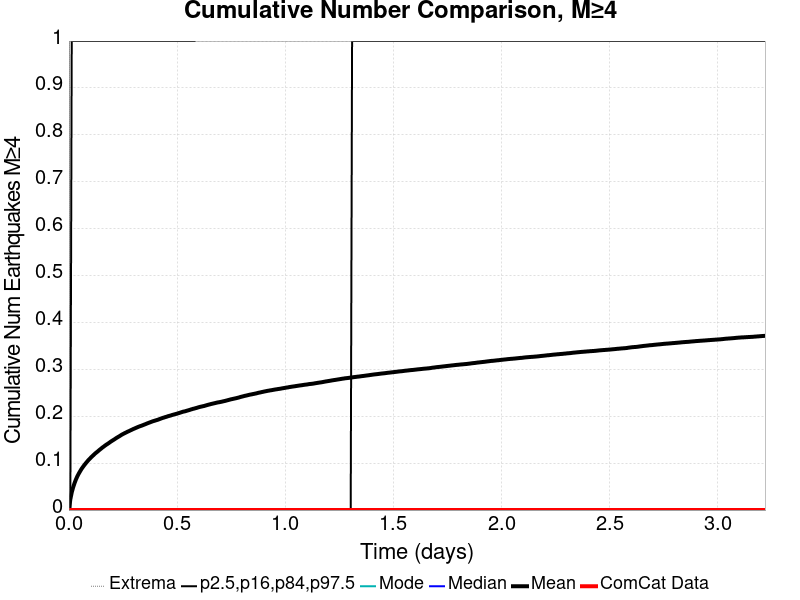 Cumulative Number Comparison, M≥4
Cumulative Num Earthquakes M≥4
1
0.9
0.8
0.7
0.6
0.5
0.4
0.3
0.2
0.1
0
0.0 0.5 1.0 1.5 2.0 2.5 3.0
Time (days)
Extrema p2.5,p16,p84,p97.5 Mode Median Mean ComCat Data